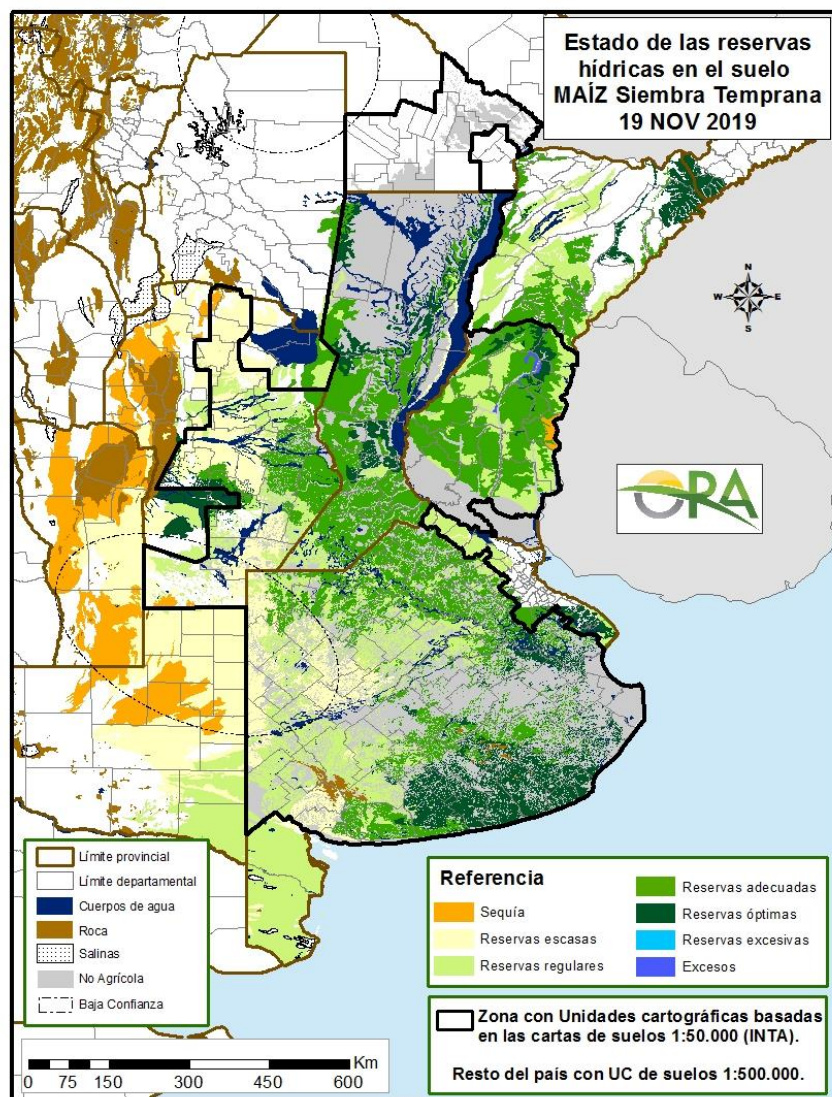 Estado de las reservas
hídricas en el suelo
MAÍZ Siembra Temprana
19 NOV 2019
N
W
E
S
ORA
Límite provincial
Límite departamental
Cuerpos de agua
Roca
Salinas
No Agrícola
Baja Confianza
Referencia
Sequía
Reservas escasas
Reservas regulares
Reservas adecuadas
Reservas óptimas
Reservas excesivas
Excesos
Zona con Unidades cartográficas basadas
en las cartas de suelos 1:50.000 (INTA).
Resto del país con UC de suelos 1:500.000.
Km
0 75 150 300 450 600